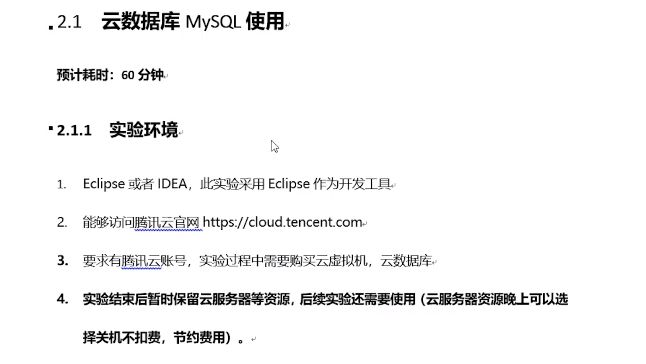 2.1 云数据库 MySQL 使用
预计耗时：60 分钟
2.1.1 实验环境
1. Eclipse 或者 IDEA，此实验采用 Eclipse 作为开发工具
2. 能够访问腾讯云官网 https://cloud.tencent.com
3. 要求有腾讯云账号，实验过程中需要购买云虚拟机，云数据库
4. 实验结束后暂时保留云服务器等资源，后续实验还需要使用（云服务器资源晚上可以选
择关机不扣费，节约费用）。